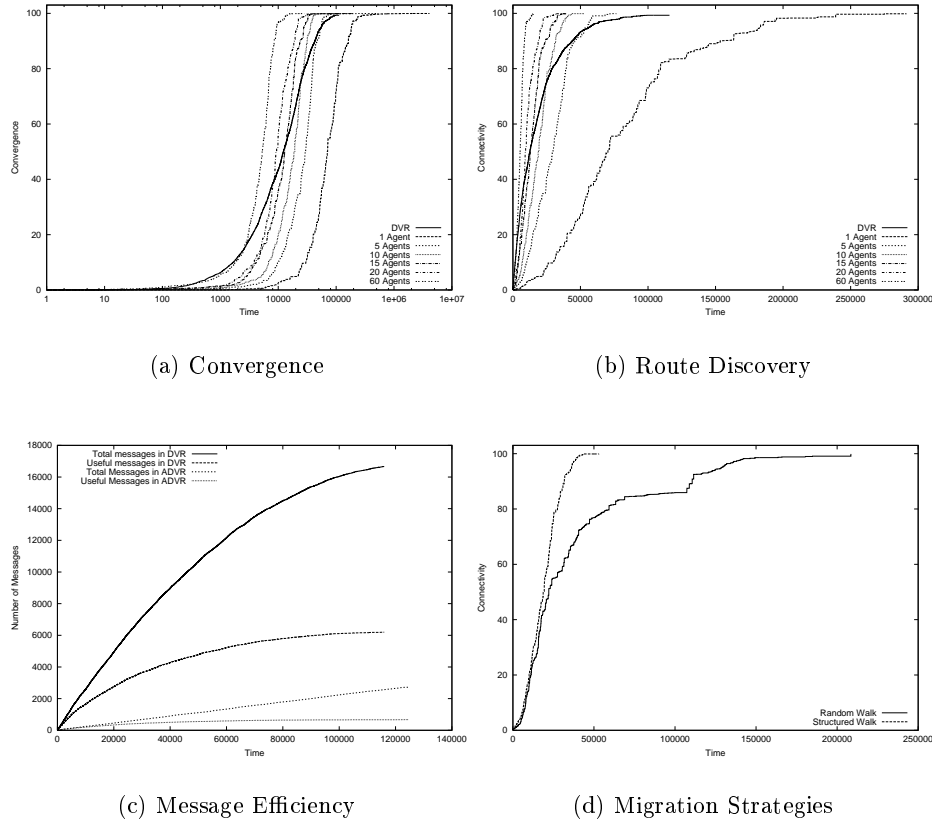 100
80
60
40
20
0
Convergence
DVR
1 Agent
5 Agents
10 Agents
15 Agents
20 Agents
60 Agents
1 10 100 1000 10000 100000 1e+06 1e+07
Time
(a) Convergence
100
80
60
40
20
0
Connectivity
DVR
1 Agent
5 Agents
10 Agents
15 Agents
20 Agents
60 Agents
0 50000 100000 150000 200000 250000 300000
Time
(b) Route Discovery
18000
16000
14000
12000
10000
8000
6000
4000
2000
0
Number of Messages
Total messages in DVR
Useful messages in DVR
Total Messages in ADVR
Useful Messages in ADVR
0 20000 40000 60000 80000 100000 120000 140000
Time
(c) Message Efficiency
100
80
60
40
20
0
Connectivity
Random Walk
Structured Walk
0 50000 100000 150000 200000 250000
Time
(d) Migration Strategies